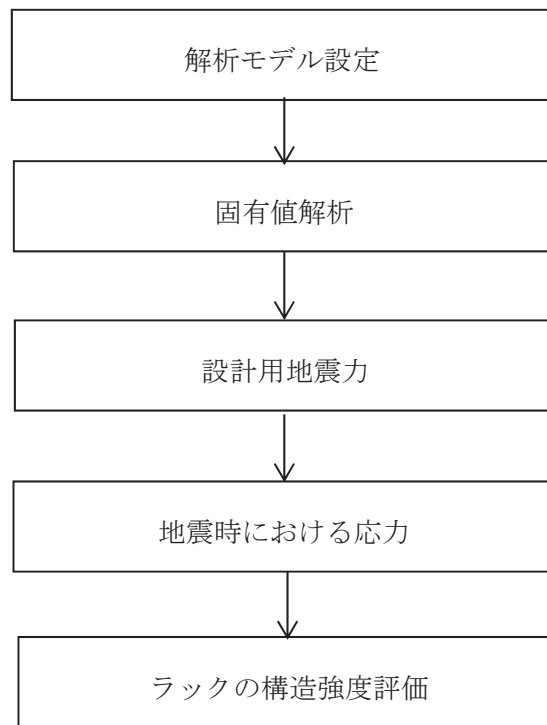 解析モデル設定
固有値解析
設計用地震力
地震時における応力
ラックの構造強度評価